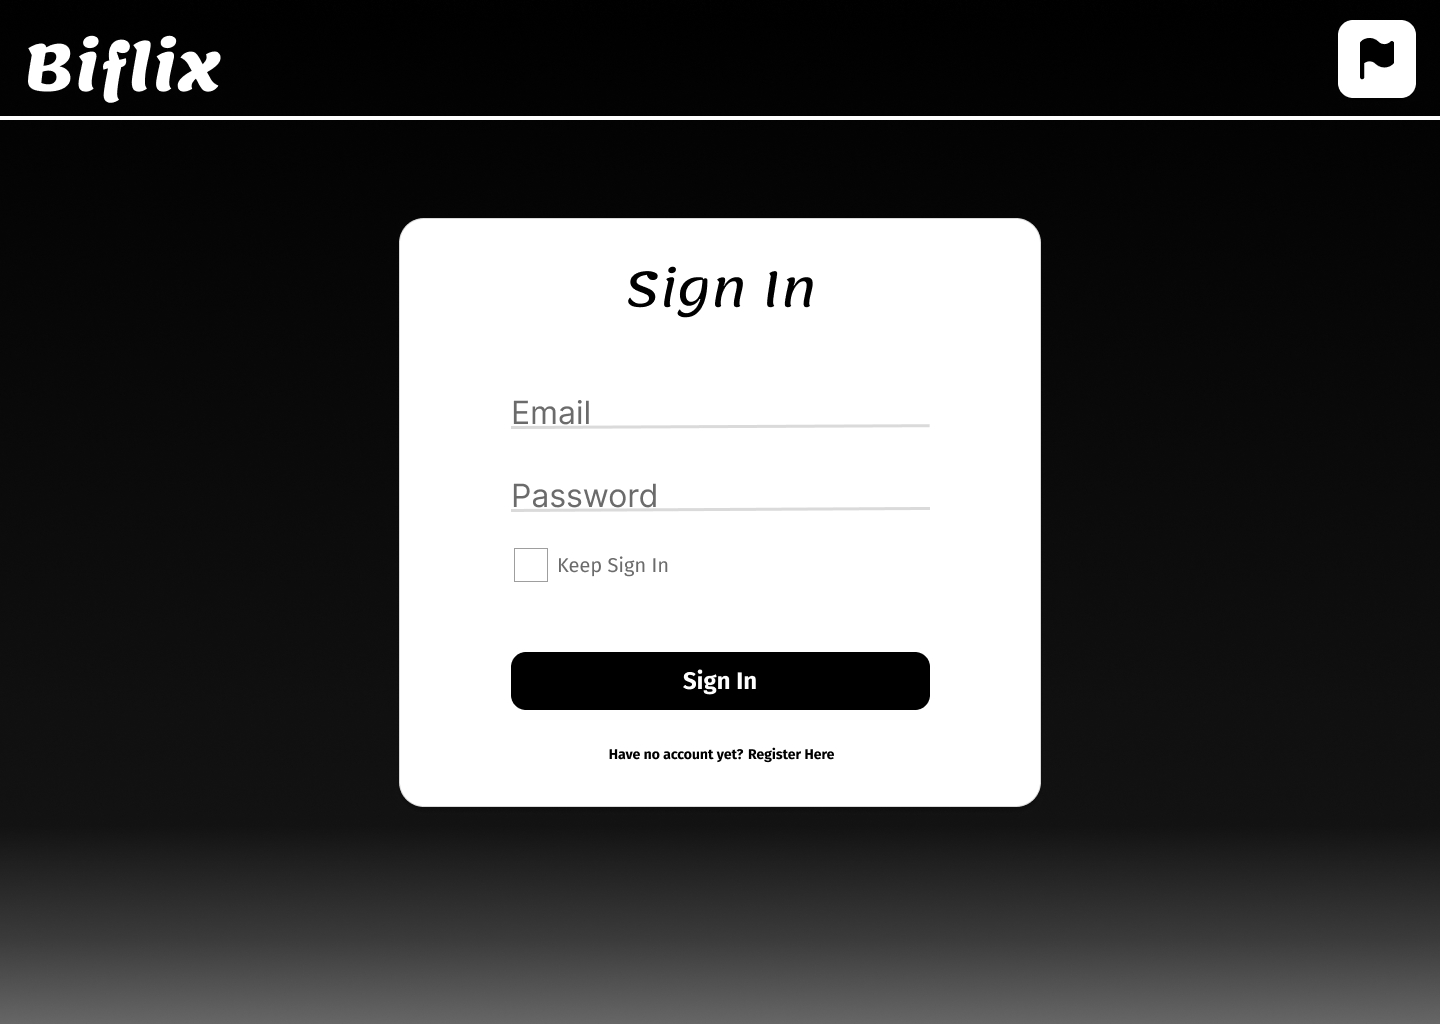 Biflix
Sign In
Email
Password
Keep Sign In
Sign In
Have no account yet? Register Here